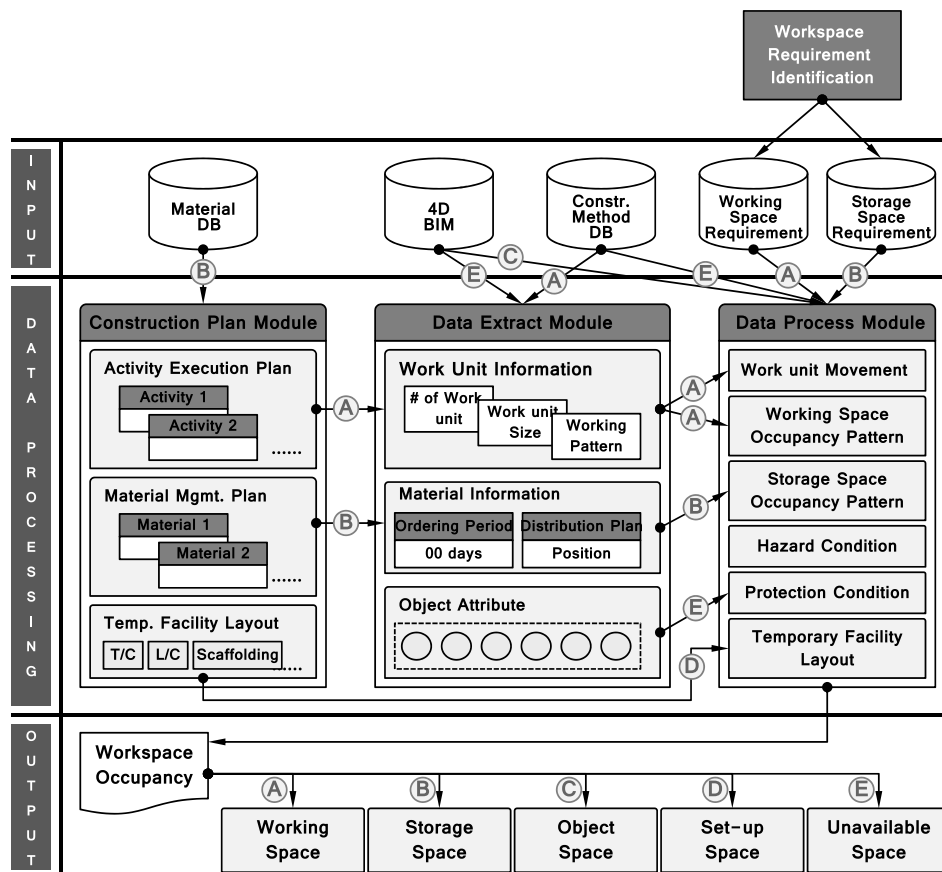 Workspace
Requirement
Identification
INPUT
Material
DB
4D
BIM
Constr.
Method
DB
Working
Space
Requirement
Storage
Space
Requirement
B
E
C
A
E
A
B
DATA PROCESSING
Construction Plan Module
Activity Execution Plan
Activity 1
Activity 2
......
A
Material Mgmt. Plan
Material 1
Material 2
......
B
Temp. Facility Layout
T/C
L/C
Scaffolding
......
Data Extract Module
Work Unit Information
# of Work
unit
Work unit
Size
Working
Pattern
A
A
Material Information
Ordering Period
00 days
Distribution Plan
Position
B
Object Attribute
E
D
Data Process Module
Work unit Movement
Working Space
Occupancy Pattern
Storage Space
Occupancy Pattern
Hazard Condition
Protection Condition
Temporary Facility
Layout
OUTPUT
Workspace
Occupancy
A
B
C
D
E
Working
Space
Storage
Space
Object
Space
Set-up
Space
Unavailable
Space